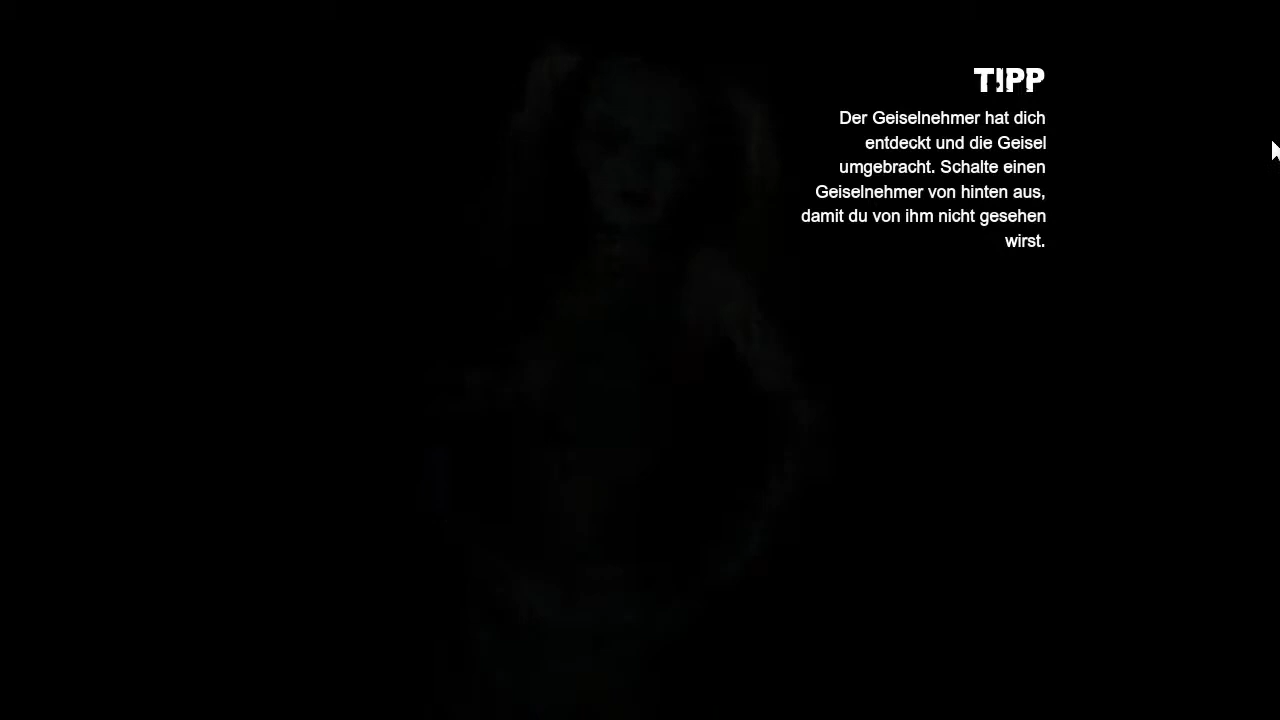 TIPP
Der Geiselnehmer hat dich
entdeckt und die Geisel
umgebracht. Schalte einen
Geiselnehmer von hinten aus,
damit du von ihm nicht gesehen
wirst.